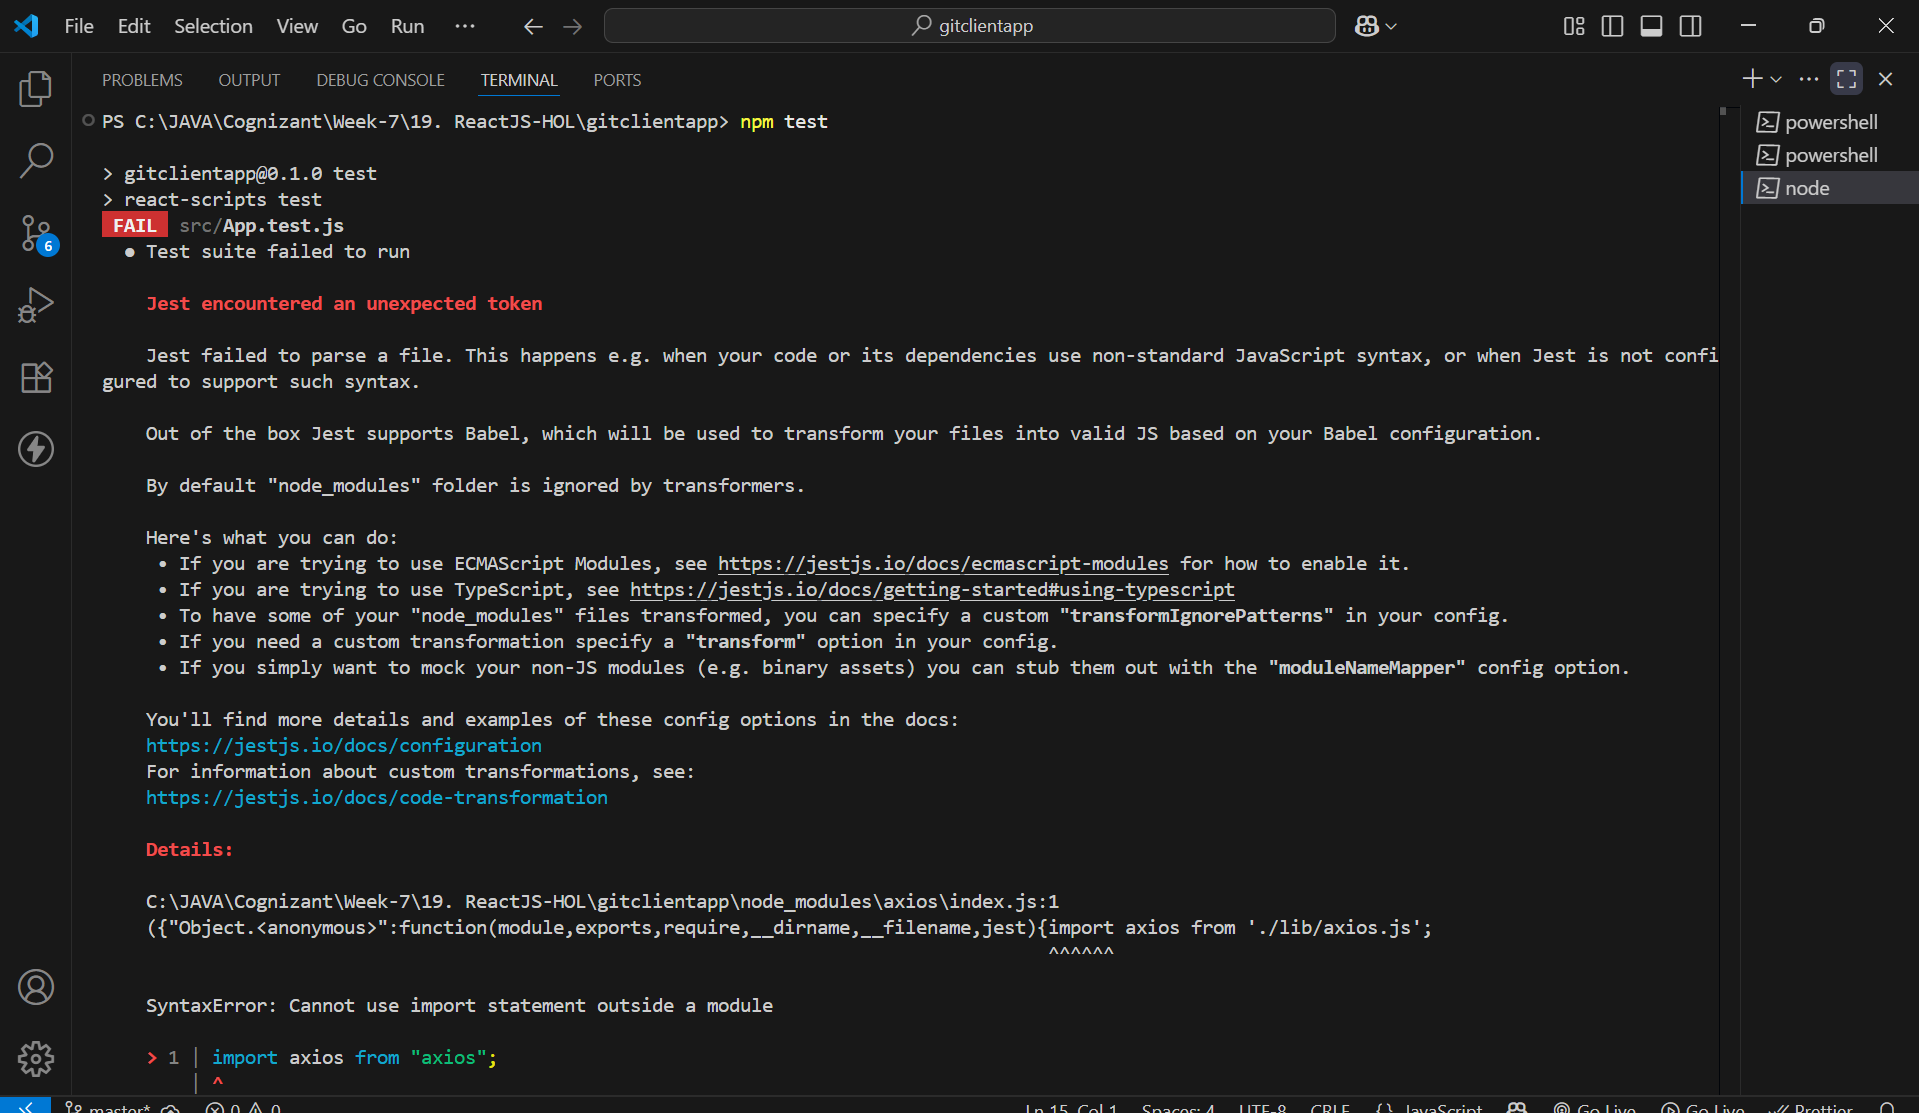 File Edit Selection View Go Run ··· gitclientapp
PROBLEMS OUTPUT DEBUG CONSOLE TERMINAL PORTS
PS C:\JAVA\Cognizant\Week-7\19. ReactJS-HOL\gitclientapp> npm test
> gitclientapp@0.1.0 test
> react-scripts test
FAIL src/App.test.js
● Test suite failed to run
Jest encountered an unexpected token
Jest failed to parse a file. This happens e.g. when your code or its dependencies use non-standard JavaScript syntax, or when Jest is not confi
gured to support such syntax.
Out of the box Jest supports Babel, which will be used to transform your files into valid JS based on your Babel configuration.
By default "node_modules" folder is ignored by transformers.
Here's what you can do:
• If you are trying to use ECMAScript Modules, see https://jestjs.io/docs/ecmascript-modules for how to enable it.
• If you are trying to use TypeScript, see https://jestjs.io/docs/getting-started#using-typescript
• To have some of your "node_modules" files transformed, you can specify a custom "transformIgnorePatterns" in your config.
• If you need a custom transformation specify a "transform" option in your config.
• If you simply want to mock your non-JS modules (e.g. binary assets) you can stub them out with the "moduleNameMapper" config option.
You'll find more details and examples of these config options in the docs:
https://jestjs.io/docs/configuration
For information about custom transformations, see:
https://jestjs.io/docs/code-transformation
Details:
C:\JAVA\Cognizant\Week-7\19. ReactJS-HOL\gitclientapp\node_modules\axios\index.js:1
({"Object.<anonymous>":function(module,exports,require,__dirname,__filename,jest){import axios from './lib/axios.js';
^^^^^^
SyntaxError: Cannot use import statement outside a module
> 1 | import axios from "axios";
| ^
powershell
powershell
node
6
master* 0 0 Ln 15, Col 1 Spaces: 4 UTF-8 CRLF {} JavaScript Go Live Go Live Prettier